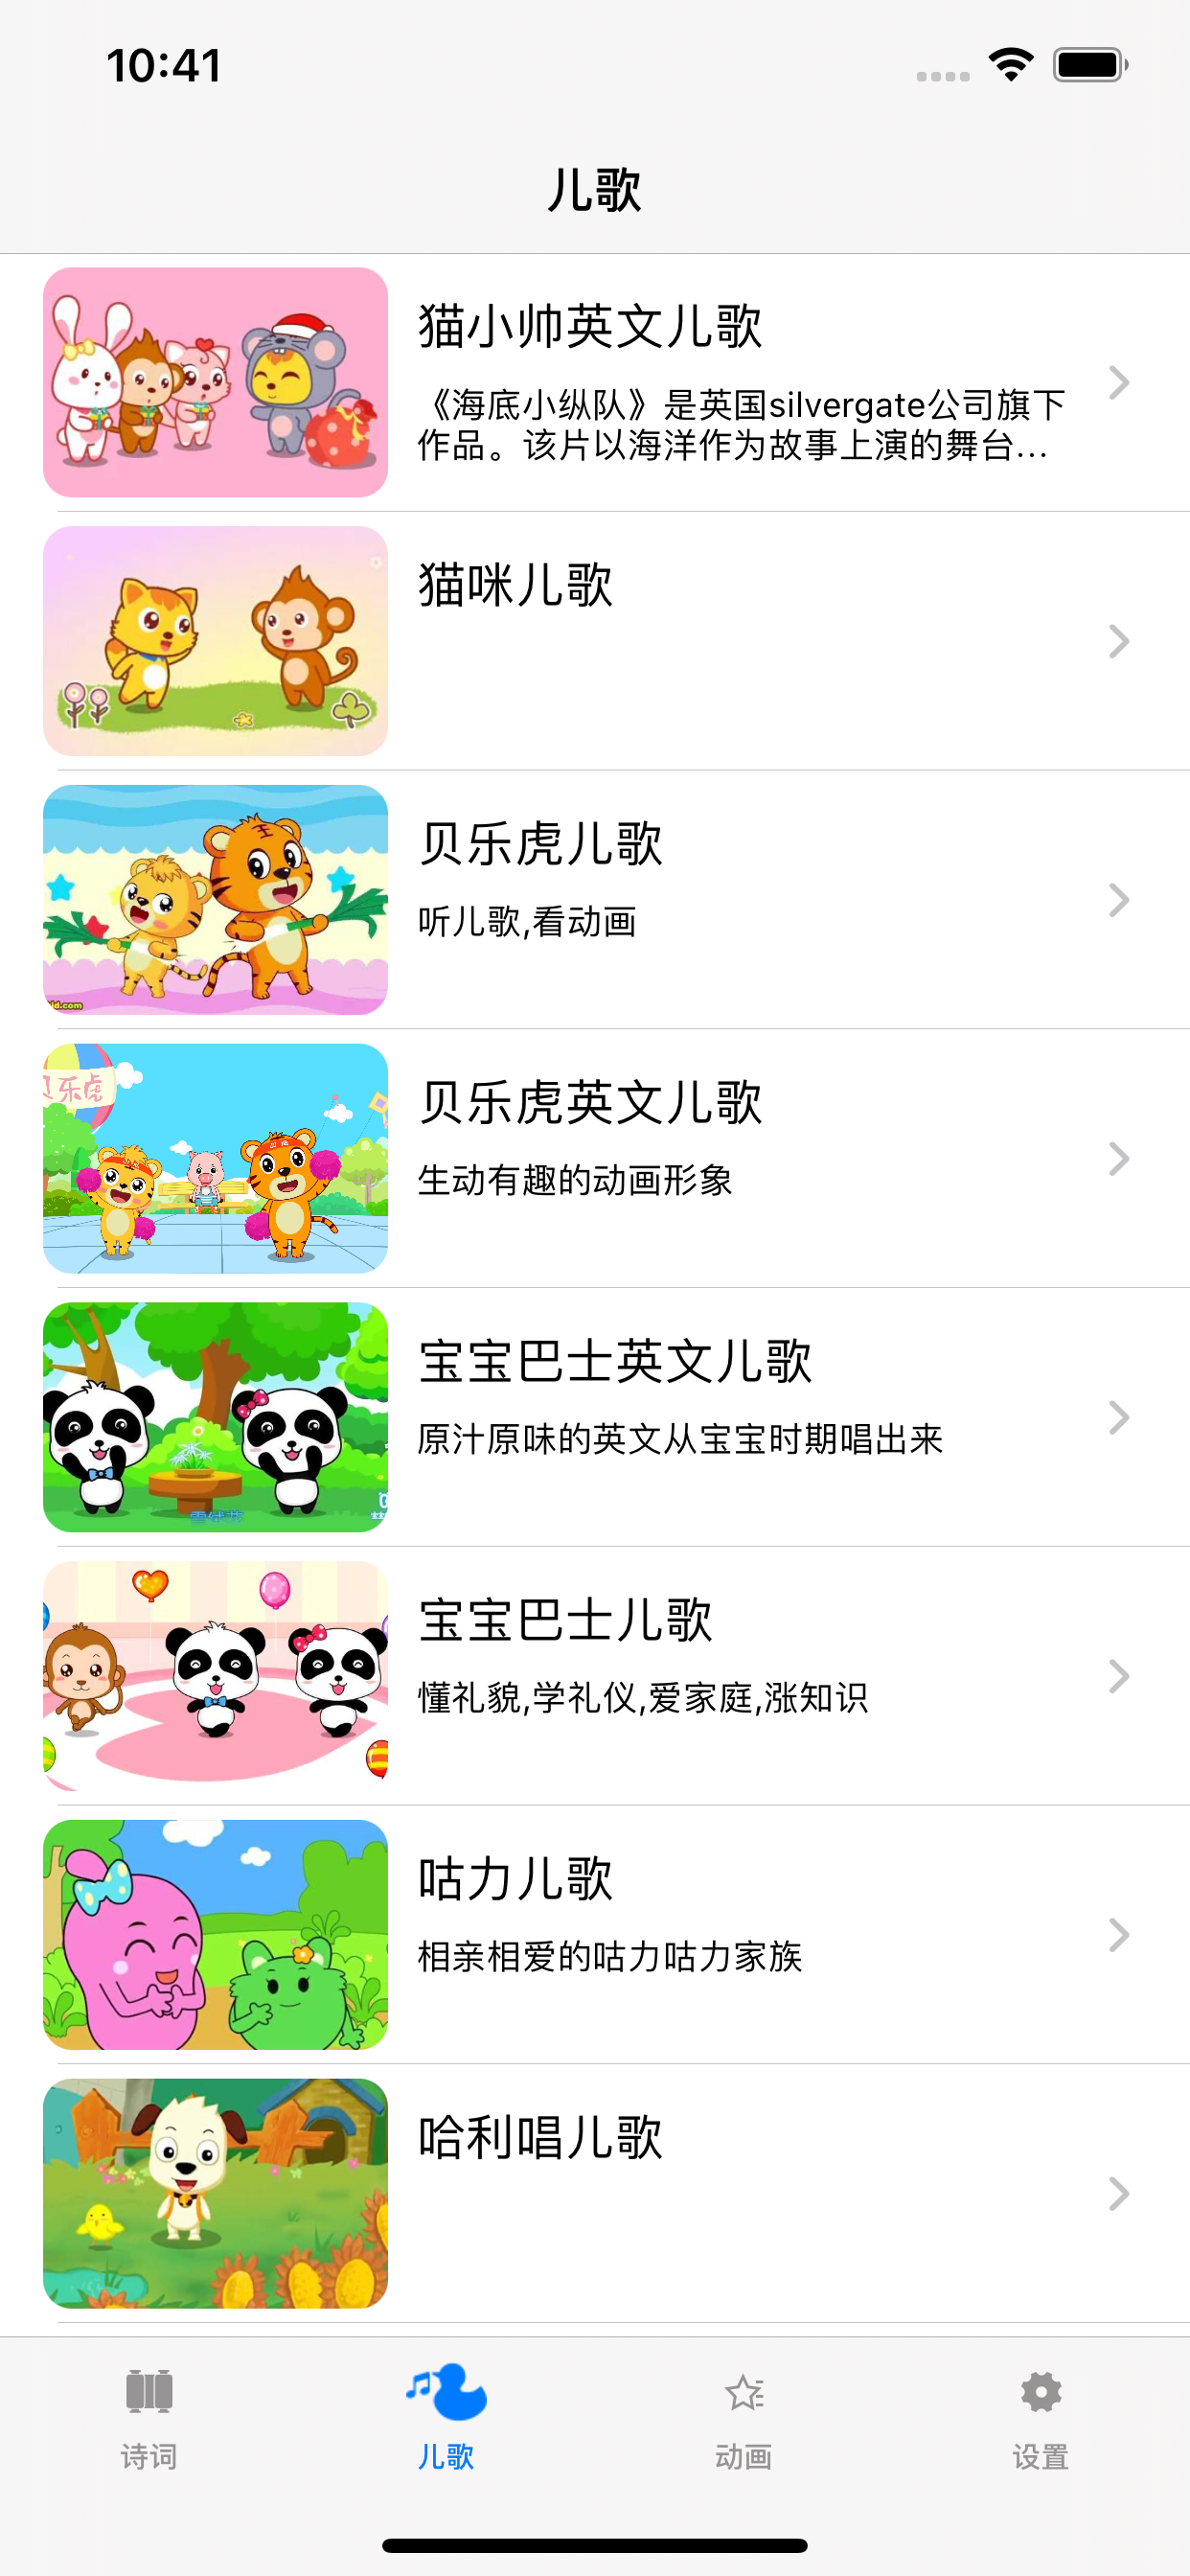 10:41
儿歌
猫小帅英文儿歌
《海底小纵队》是英国silvergate公司旗下
作品。该片以海洋作为故事上演的舞台...
猫咪儿歌
贝乐虎儿歌
听儿歌,看动画
ld.com
贝乐虎英文儿歌
生动有趣的动画形象
乐虎
宝宝巴士英文儿歌
原汁原味的英文从宝宝时期唱出来
宝宝巴士儿歌
懂礼貌,学礼仪,爱家庭,涨知识
咕力儿歌
相亲相爱的咕力咕力家族
哈利唱儿歌
诗词
儿歌
动画
设置